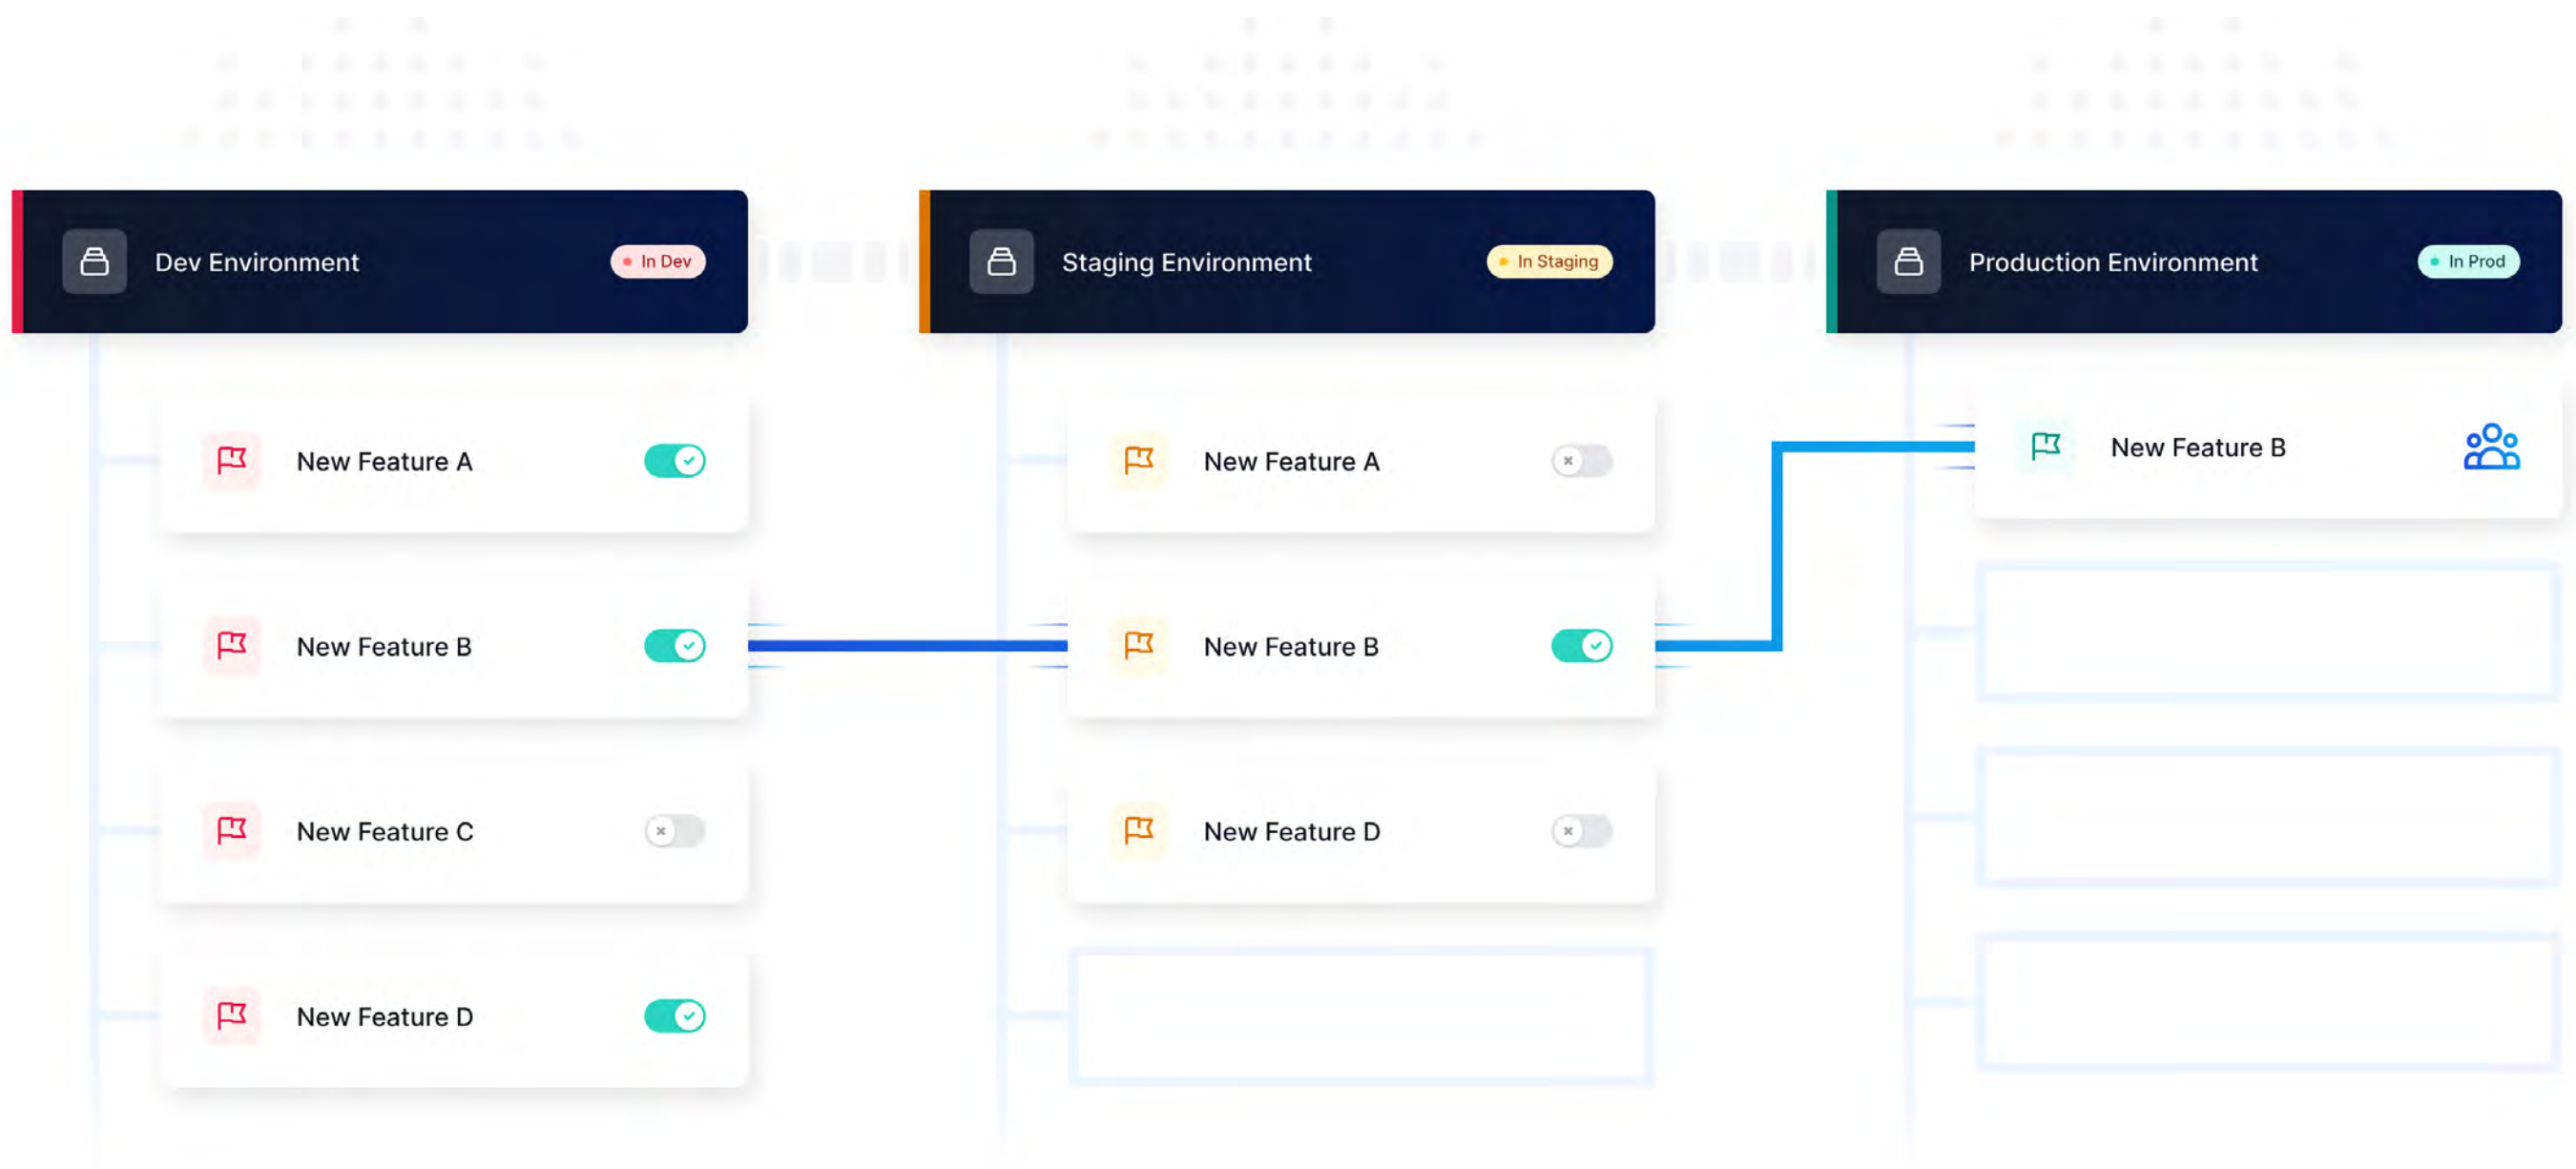 Dev Environment
In Dev
New Feature A
New Feature B
New Feature C
New Feature D
Staging Environment
In Staging
New Feature A
New Feature B
New Feature D
Production Environment
In Prod
New Feature B